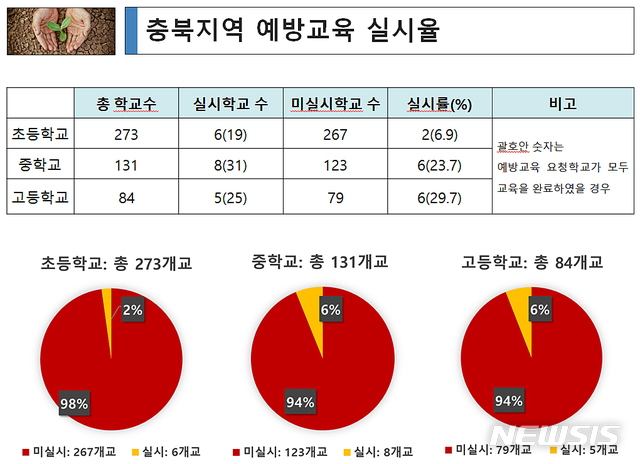 충북지역 예방교육 실시율
총 학교수 실시학교 수 미실시학교 수 실시률(%) 비고
초등학교 273 6(19) 267 2(6.9)
중학교 131 8(31) 123 6(23.7)
고등학교 84 5(25) 79 6(29.7)
괄호안 숫자는
예방교육 요청학교가 모두
교육을 완료하였을 경우
초등학교: 총 273개교
2%
98%
미실시: 267개교 실시: 6개교
중학교: 총 131개교
6%
94%
미실시: 123개교 실시: 8개교
고등학교: 총 84개교
6%
94%
미실시: 79개교 실시: 5개교
NEWSIS